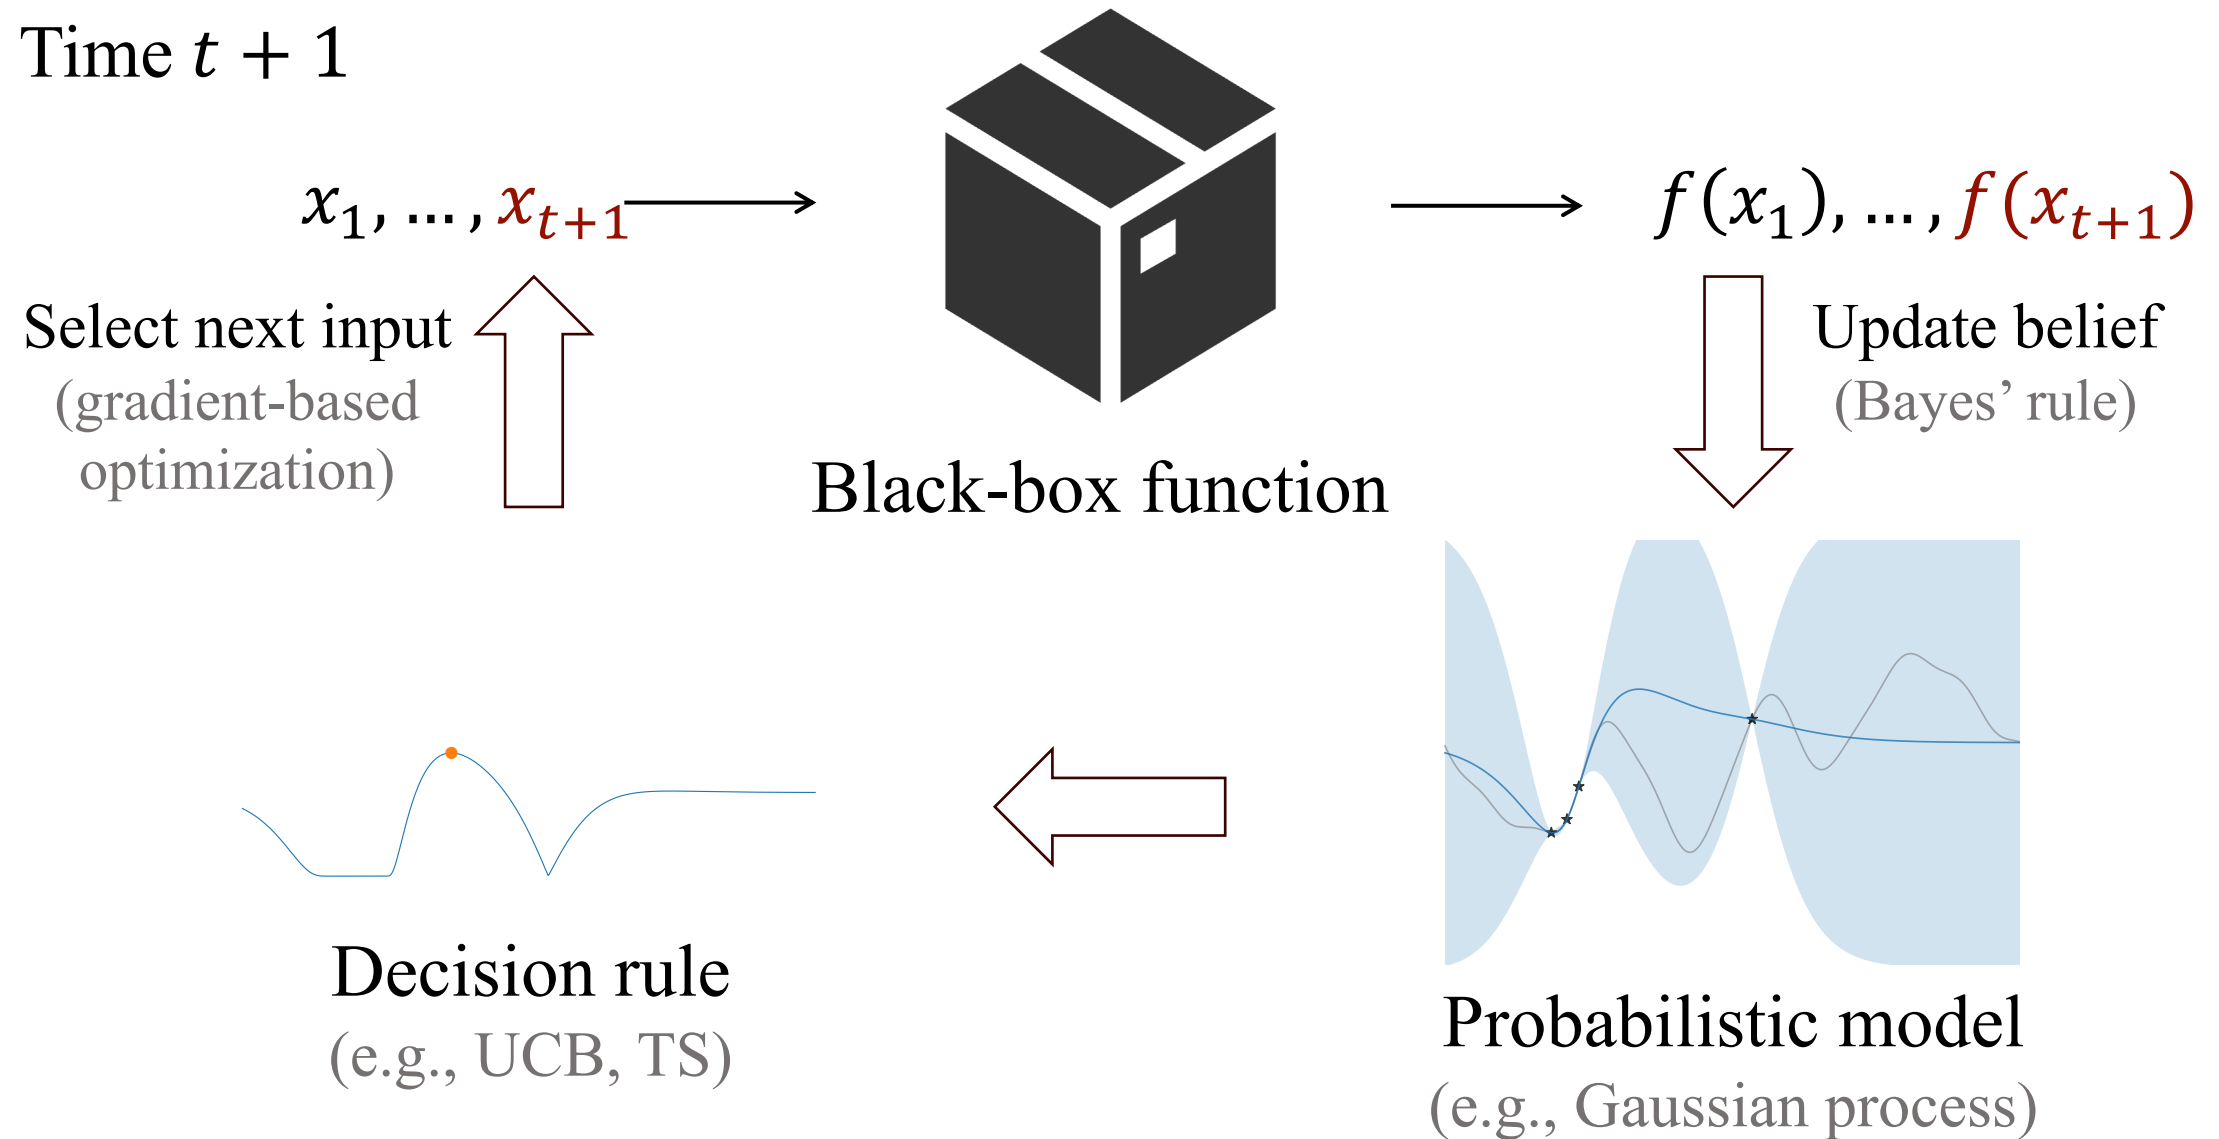 Time t + 1
x₁, ... , xₜ₊₁
f(x₁), ... , f(xₜ₊₁)
Select next input
(gradient-based
optimization)
Black-box function
Update belief
(Bayes’ rule)
Decision rule
(e.g., UCB, TS)
Probabilistic model
(e.g., Gaussian process)